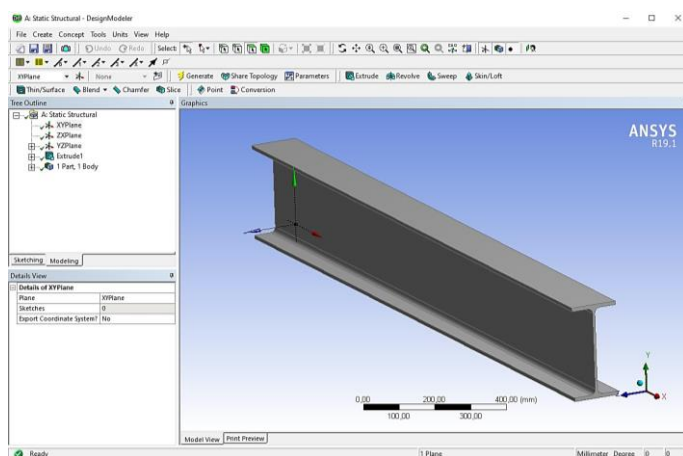 A: Static Structural - DesignModeler
File Create Concept Tools Units View Help
Undo Redo Select:
XYPlane None Generate Share Topology Parameters Extrude Revolve Sweep Skin/Loft
Thin/Surface Blend Chamfer Slice Point Conversion
Tree Outline
Graphics
A: Static Structural
XYPlane
ZXPlane
YZPlane
Extrude1
1 Part, 1 Body
Sketching Modeling
Details View
Details of XYPlane
Plane XYPlane
Sketches 0
Export Coordinate System? No
ANSYS
R19.1
0,00 200,00 400,00 (mm)
100,00 300,00
Y
X
Model View Print Preview
Ready 1 Plane Millimeter Degree 0 0